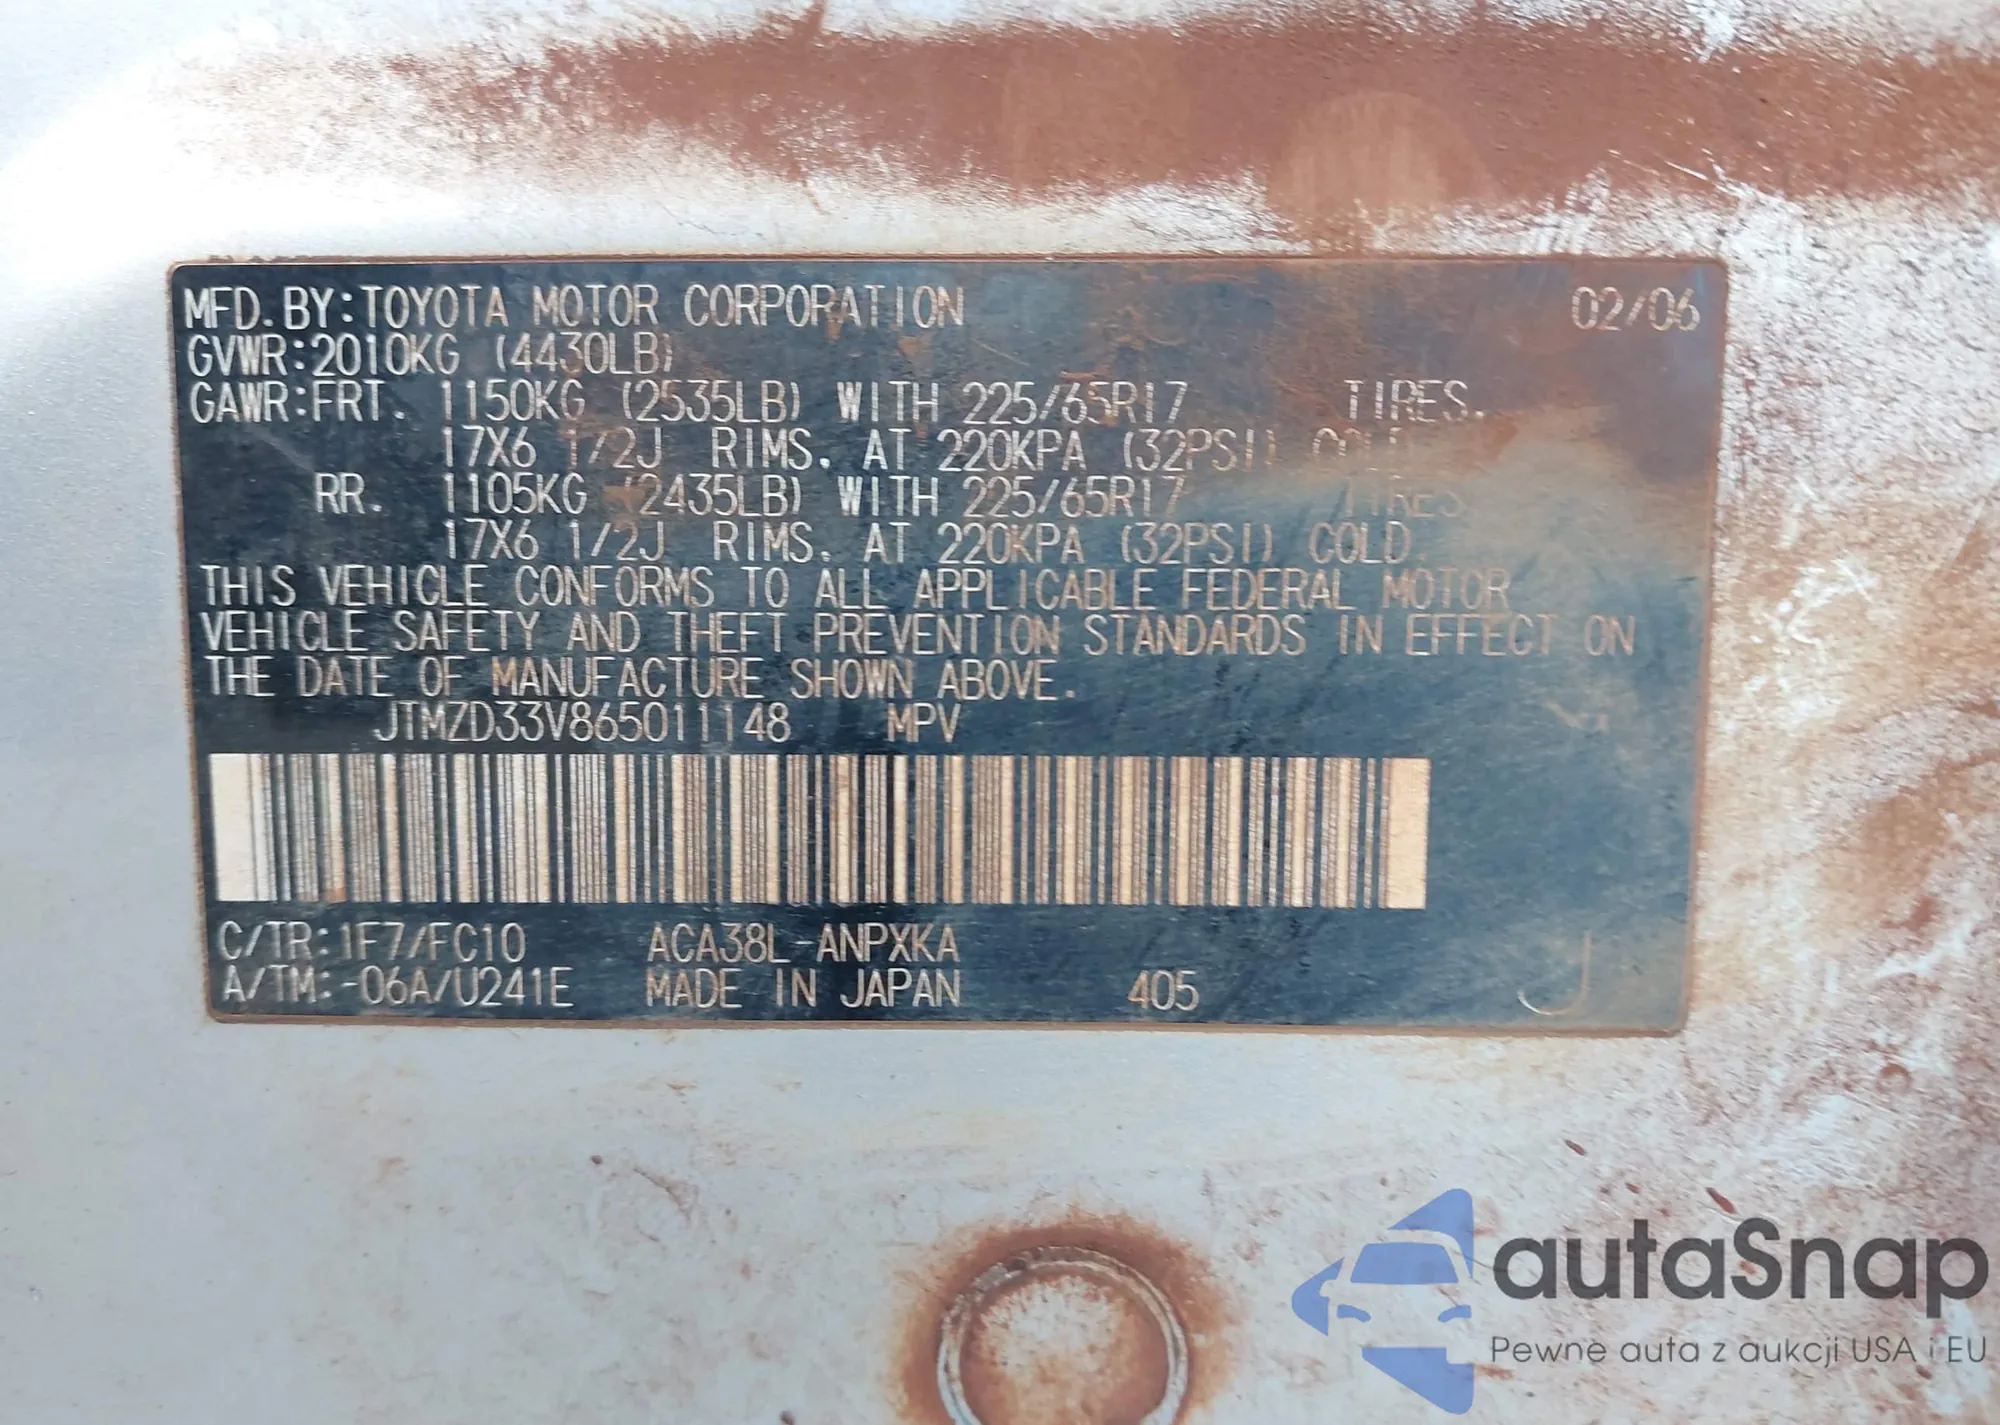 MFD. BY:TOYOTA MOTOR CORPORATION 02/06
GVWR:2010KG (4430LB)
GAWR:FRT. 1150KG (2535LB) WITH 225/65R17 TIRES.
17X6 1/2J RIMS. AT 220KPA (32PSI) COLD
RR. 1105KG (2435LB) WITH 225/65R17 TIRES
17X6 1/2J RIMS. AT 220KPA (32PSI) COLD.
THIS VEHICLE CONFORMS TO ALL APPLICABLE FEDERAL MOTOR
VEHICLE SAFETY AND THEFT PREVENTION STANDARDS IN EFFECT ON
THE DATE OF MANUFACTURE SHOWN ABOVE.
JTMZD33V865011148 MPV
C/TR:1F7/FC10 ACA38L-ANPXKA
A/TM:-06A/U241E MADE IN JAPAN 405 J
autaSnap
Pewne auta z aukcji USA i EU